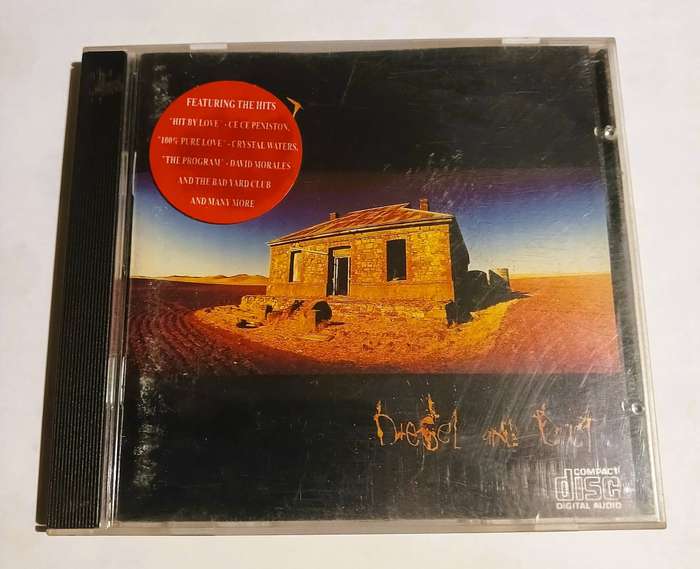 FEATURING THE HITS
"HIT BY LOVE" - CE CE PENISTON,
"100% PURE LOVE" - CRYSTAL WATERS,
"THE PROGRAM" - DAVID MORALES
AND THE BAD YARD CLUB
AND MANY MORE
Diesel and Dust
COMPACT
disc
DIGITAL AUDIO